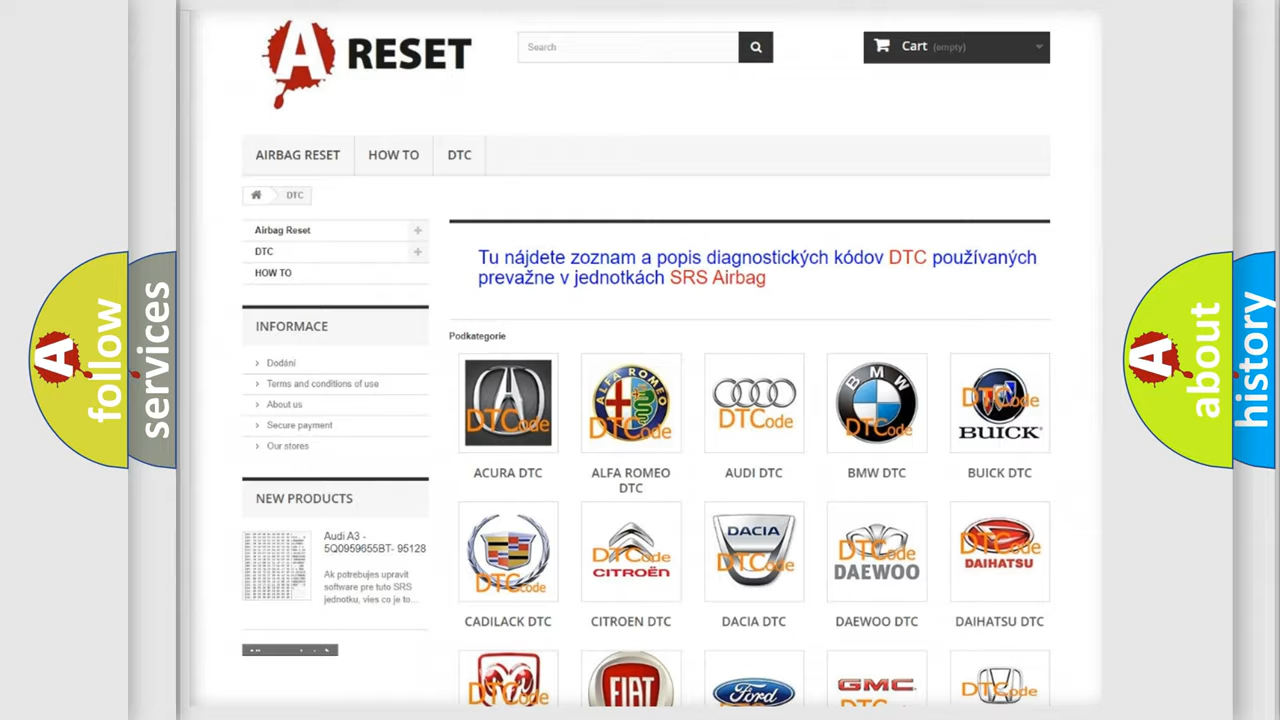 A RESET
Search
Cart (empty)
AIRBAG RESET
HOW TO
DTC
DTC
Airbag Reset
DTC
HOW TO
INFORMACE
Dodání
Terms and conditions of use
About us
Secure payment
Our stores
NEW PRODUCTS
Audi A3 -
5Q0959655BT- 95128
Ak potrebujes upravit
software pre tuto SRS
jednotku, vies co je to...
Tu nájdete zoznam a popis diagnostických kódov DTC používaných
prevažne v jednotkách SRS Airbag
Podkategorie
DTCode
ALFA ROMEO
DTCode
DTCode
BMW
DTCode
DTCode
BUICK
ACURA DTC
ALFA ROMEO
DTC
AUDI DTC
BMW DTC
BUICK DTC
DTCode
DTCode
CITROËN
DACIA
DTCode
DTCode
DAEWOO
DTCode
DAIHATSU
CADILACK DTC
CITROEN DTC
DACIA DTC
DAEWOO DTC
DAIHATSU DTC
DTCode
FIAT
Ford
GMC
DTCode
A follow
services
A about
history